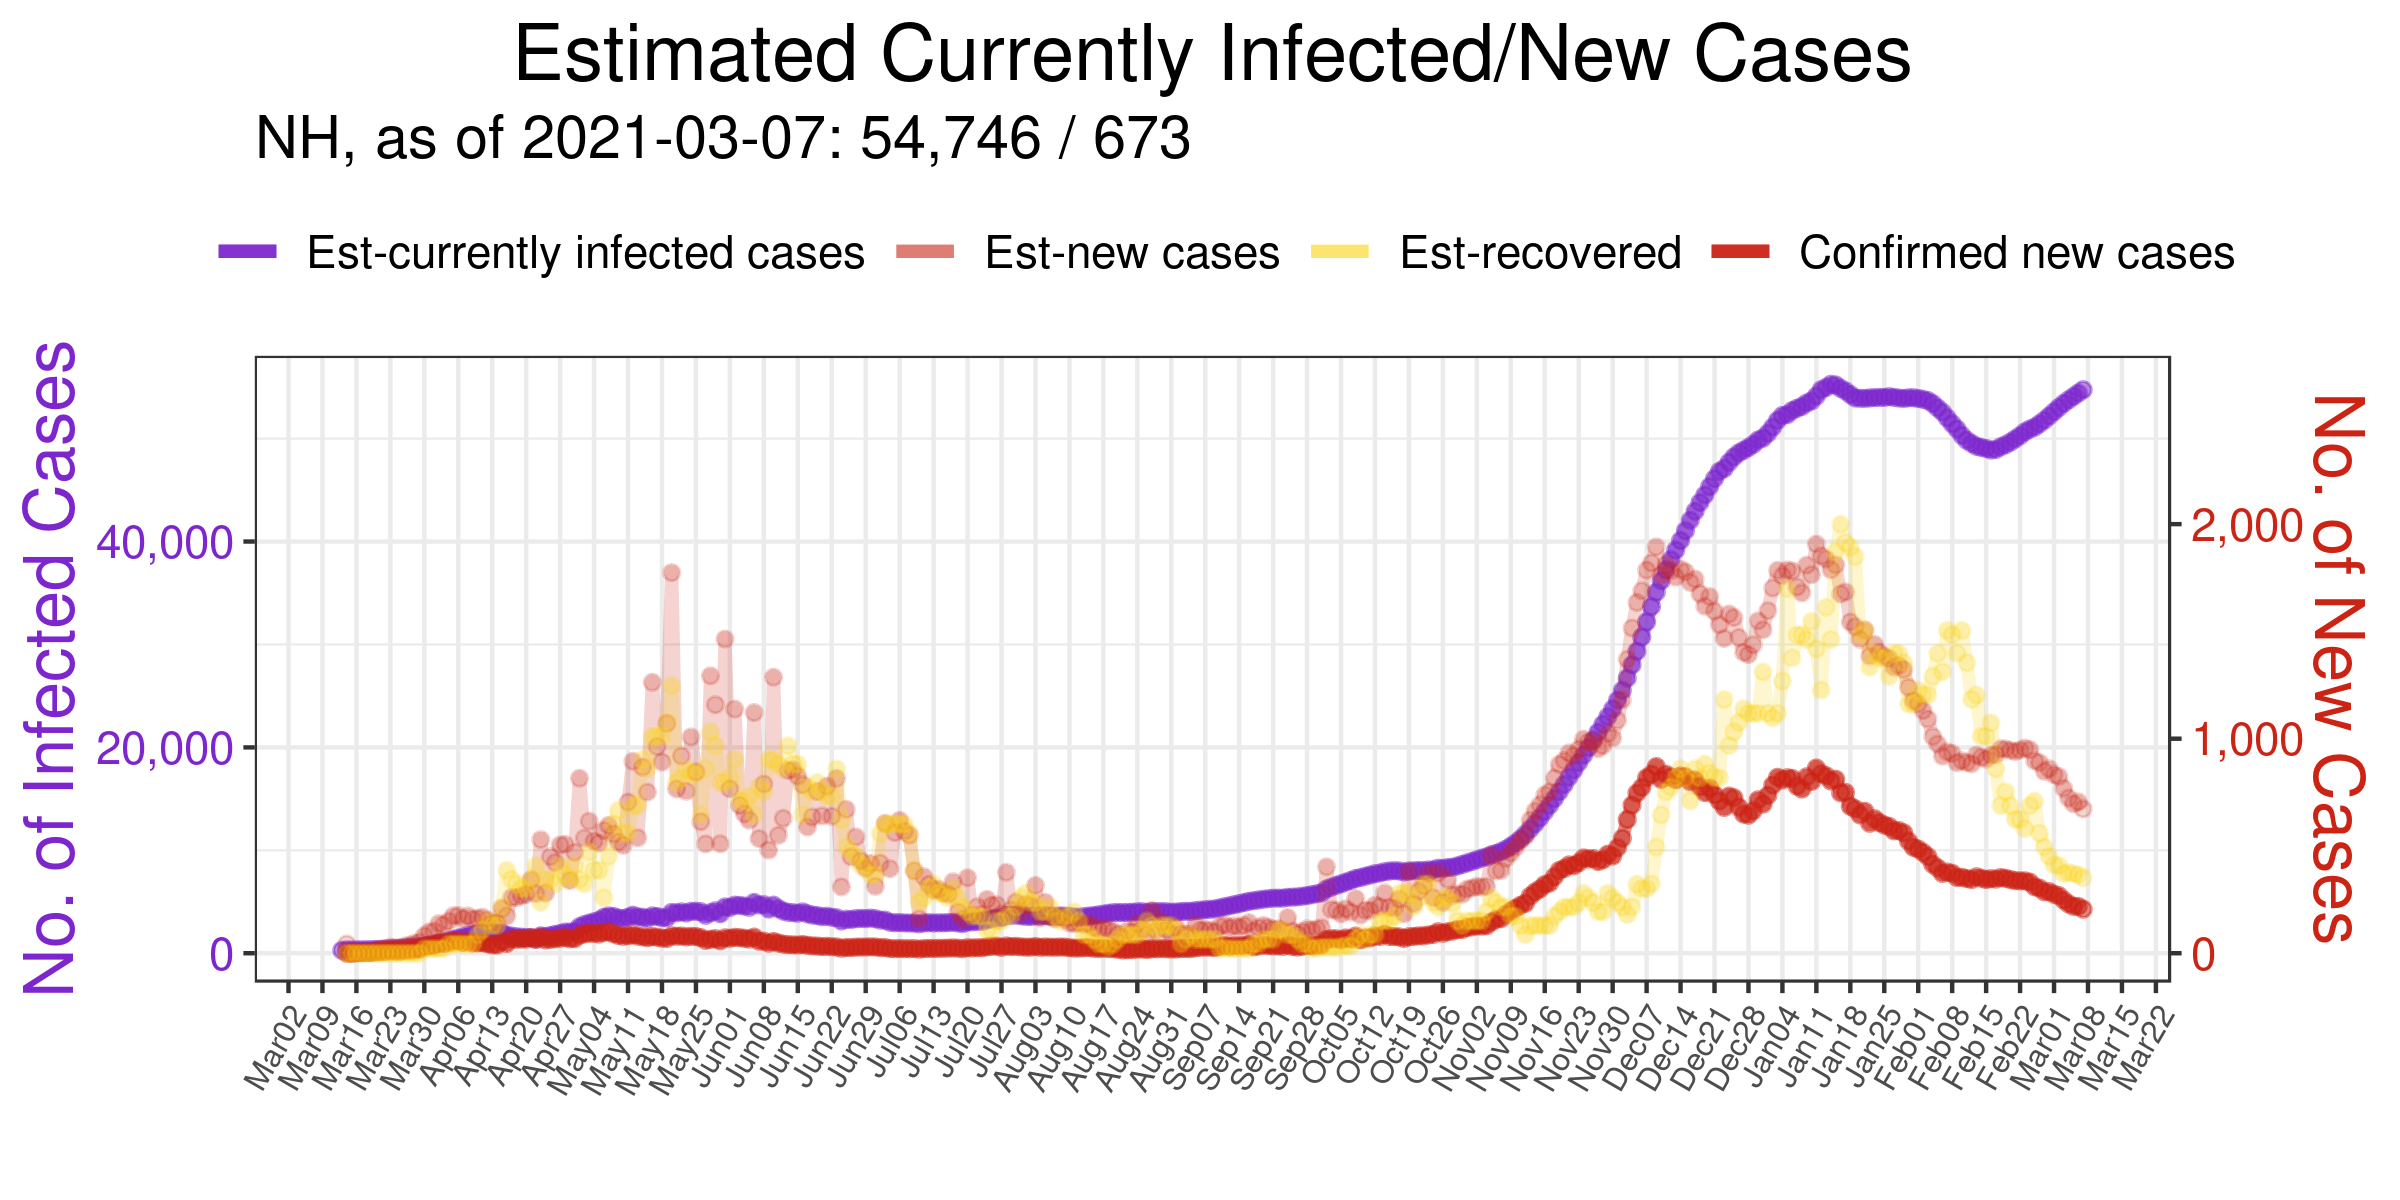 Estimated Currently Infected/New Cases
NH, as of 2021-03-07: 54,746 / 673
Est-currently infected cases
Est-new cases
Est-recovered
Confirmed new cases
No. of Infected Cases
40,000
20,000
0
2,000
1,000
0
No. of New Cases
Mar02
Mar09
Mar16
Mar23
Mar30
Apr06
Apr13
Apr20
Apr27
May04
May11
May18
May25
Jun01
Jun08
Jun15
Jun22
Jun29
Jul06
Jul13
Jul20
Jul27
Aug03
Aug10
Aug17
Aug24
Aug31
Sep07
Sep14
Sep21
Sep28
Oct05
Oct12
Oct19
Oct26
Nov02
Nov09
Nov16
Nov23
Nov30
Dec07
Dec14
Dec21
Dec28
Jan04
Jan11
Jan18
Jan25
Feb01
Feb08
Feb15
Feb22
Mar01
Mar08
Mar15
Mar22